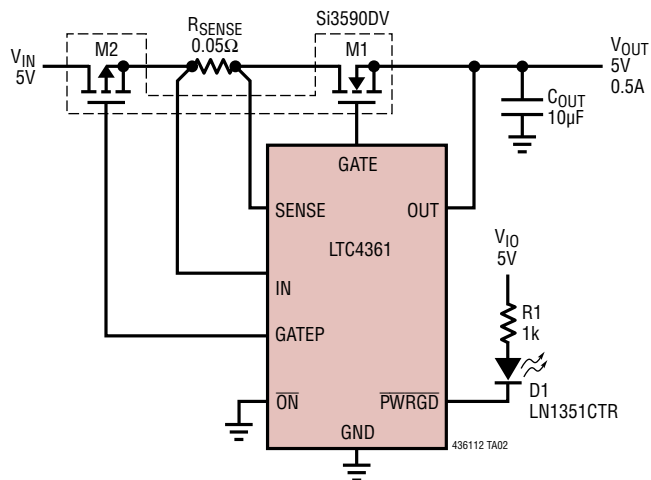 Si3590DV
RSENSE
0.05Ω
VIN
5V
M2
M1
VOUT
5V
0.5A
COUT
10µF
GATE
SENSE
OUT
LTC4361
VIO
5V
IN
R1
1k
GATEP
D1
LN1351CTR
ON
PWRGD
GND
436112 TA02